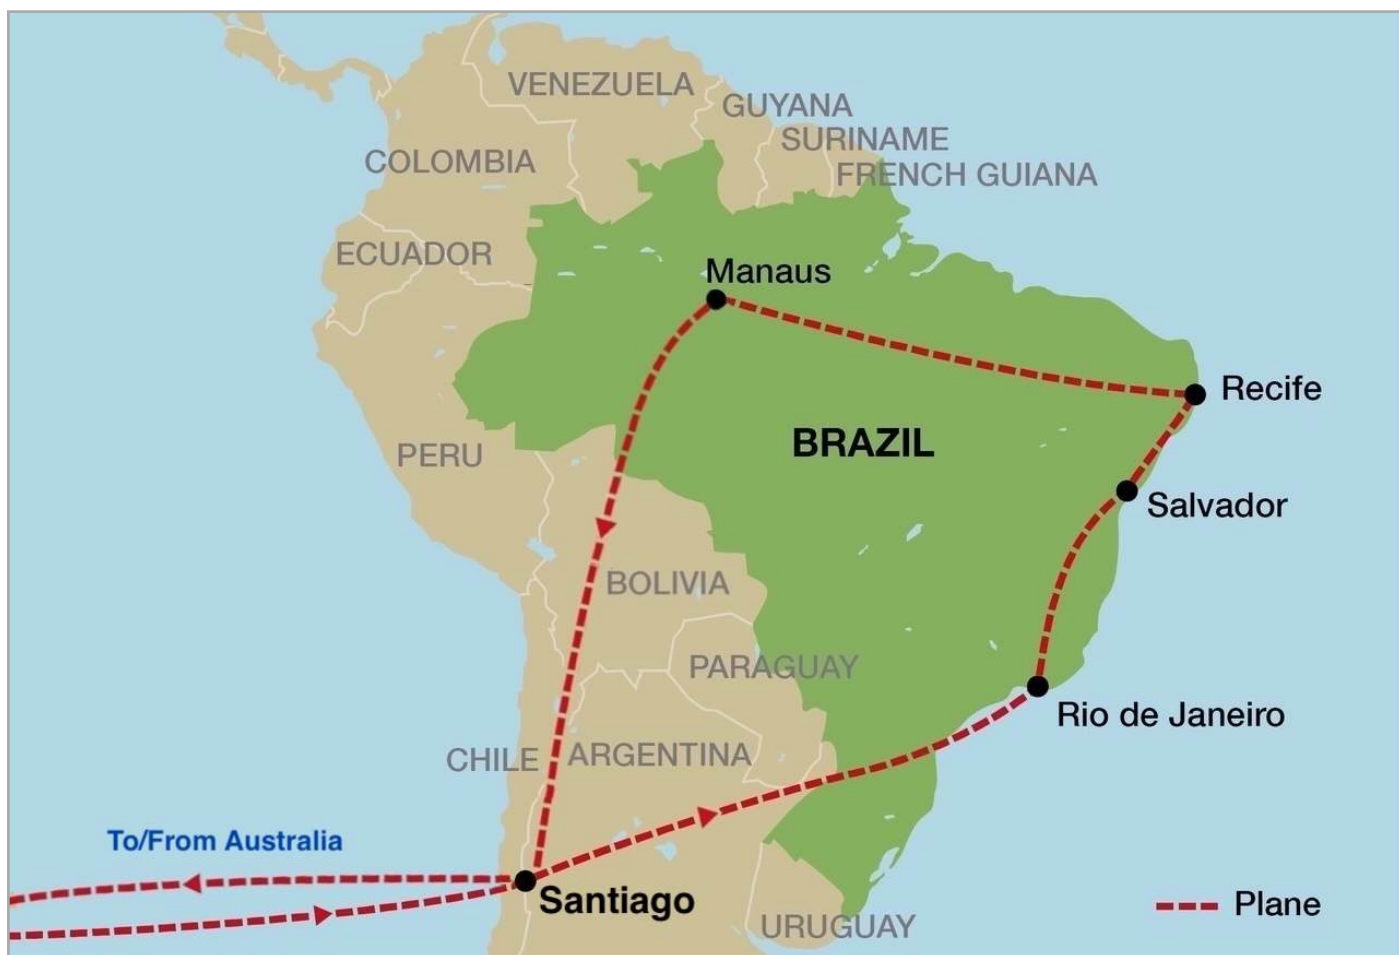 VENEZUELA
GUYANA
SURINAME
COLOMBIA
FRENCH GUIANA
ECUADOR
Manaus
Recife
BRAZIL
PERU
Salvador
BOLIVIA
PARAGUAY
Rio de Janeiro
CHILE
ARGENTINA
To/From Australia
Santiago
Plane
URUGUAY